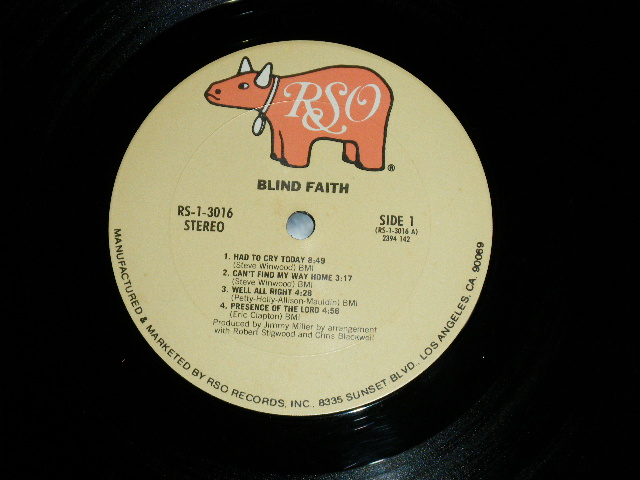 RSO
®
BLIND FAITH
RS-1-3016
STEREO
SIDE 1
(RS-1-3016 A)
2394 142
1. HAD TO CRY TODAY 8:49
(Steve Winwood) BMI
2. CAN'T FIND MY WAY HOME 3:17
(Steve Winwood) BMI
3. WELL ALL RIGHT 4:28
(Petty-Holly-Allison-Mauldin) BMI
4. PRESENCE OF THE LORD 4:56
(Eric Clapton) BMI
Produced by Jimmy Miller by arrangement
with Robert Stigwood and Chris Blackwell
MANUFACTURED & MARKETED BY RSO RECORDS, INC., 8335 SUNSET BLVD., LOS ANGELES, CA. 90069